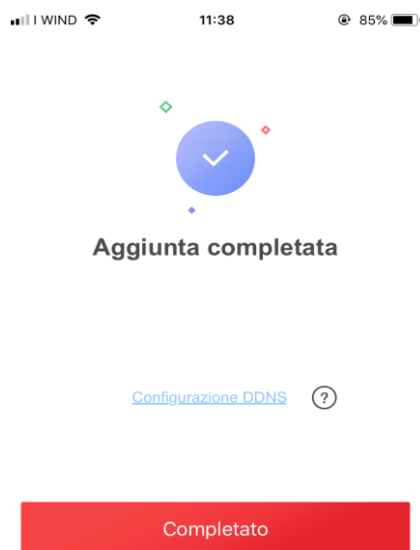 I WIND 11:38 85%
Aggiunta completata
Configurazione DDNS ?
Completato